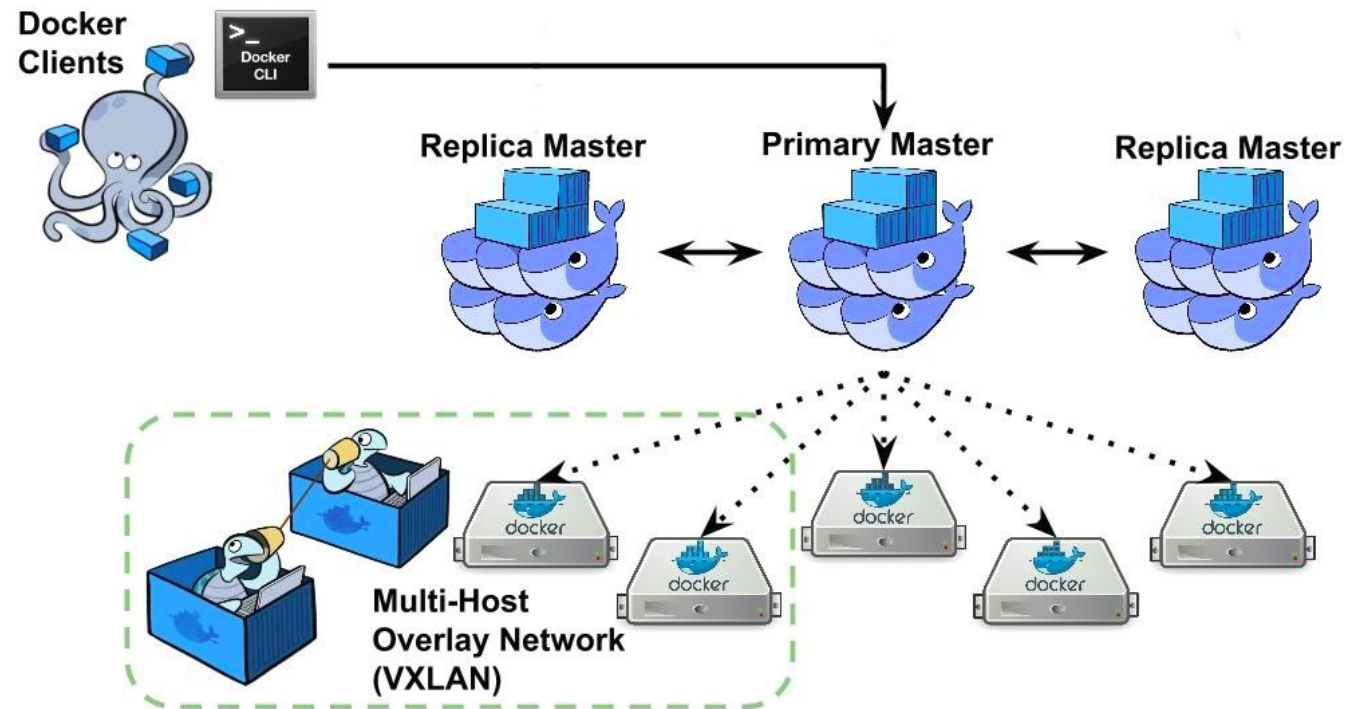 Docker
Clients
>_
Docker
CLI
Replica Master
Primary Master
Replica Master
docker
docker
docker
docker
docker
Multi-Host
Overlay Network
(VXLAN)